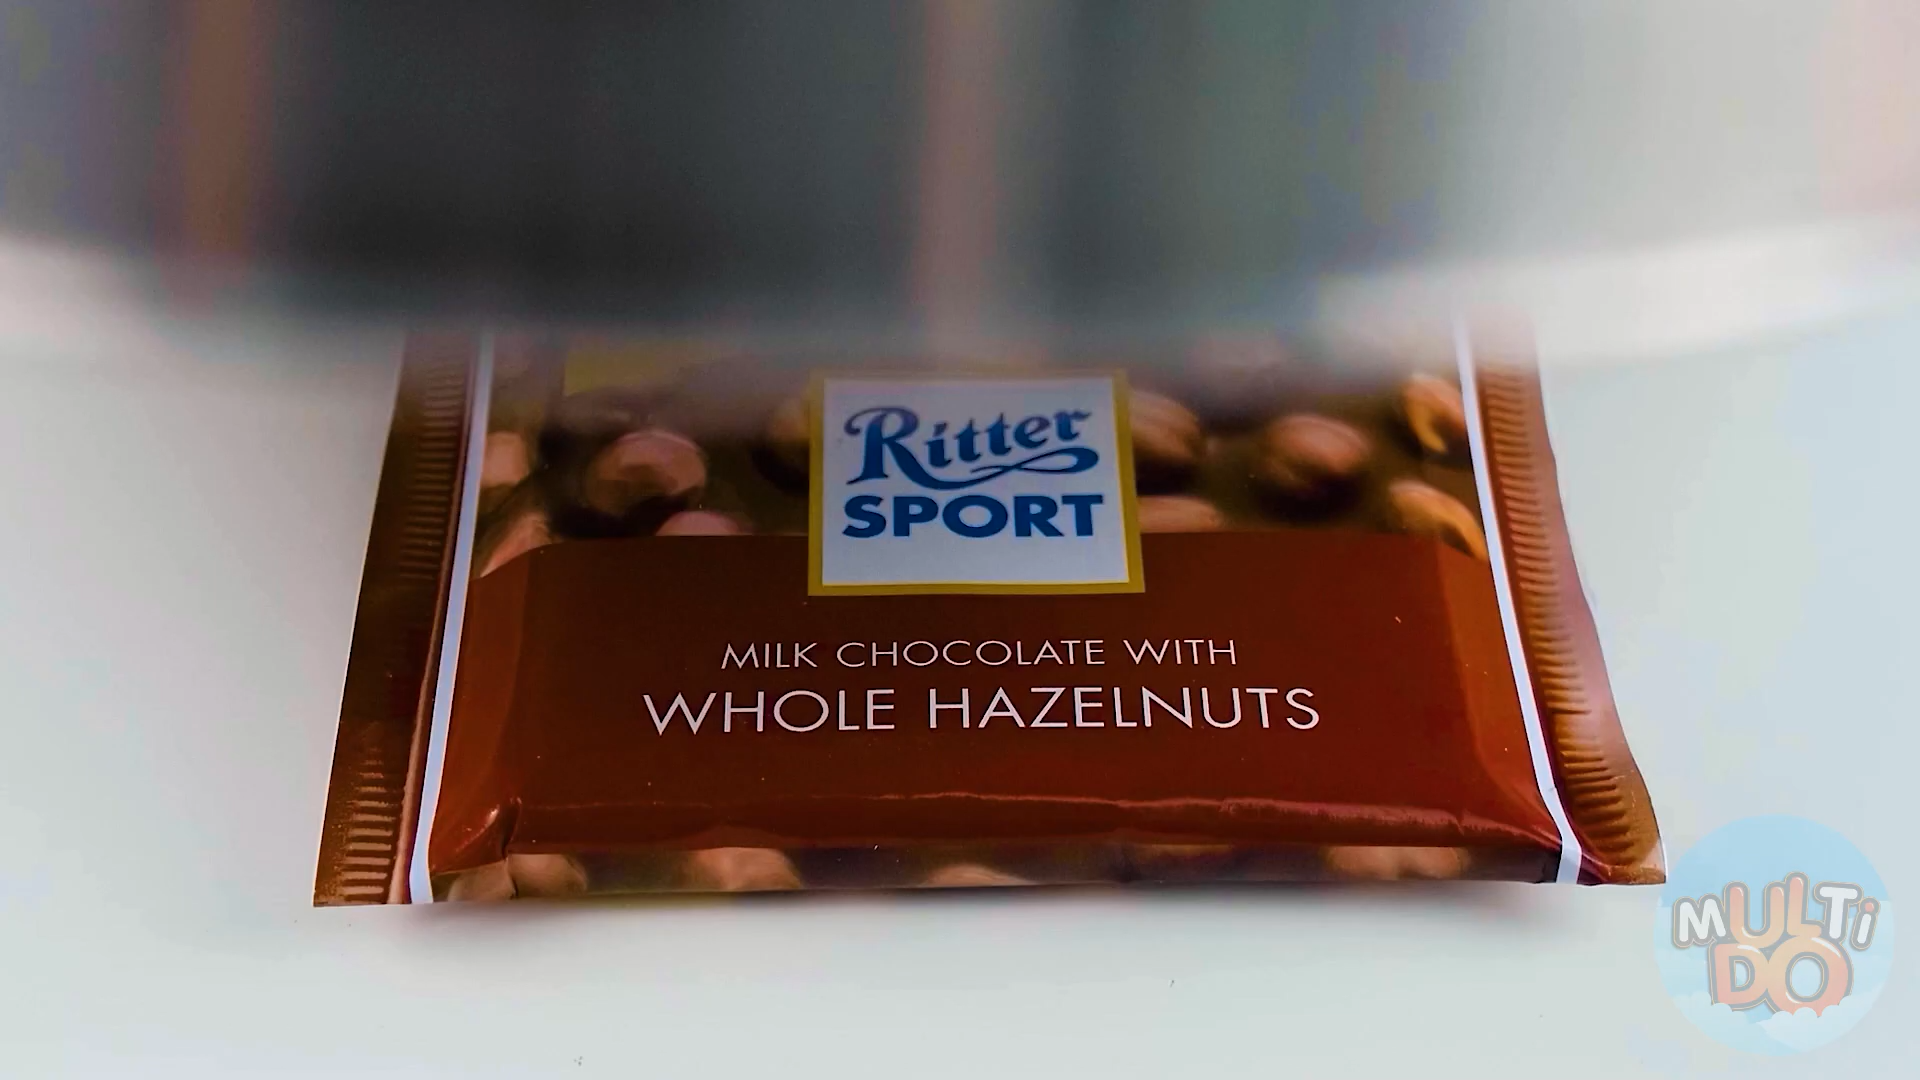 Ritter
SPORT
MILK CHOCOLATE WITH
WHOLE HAZELNUTS
MULTi
DO